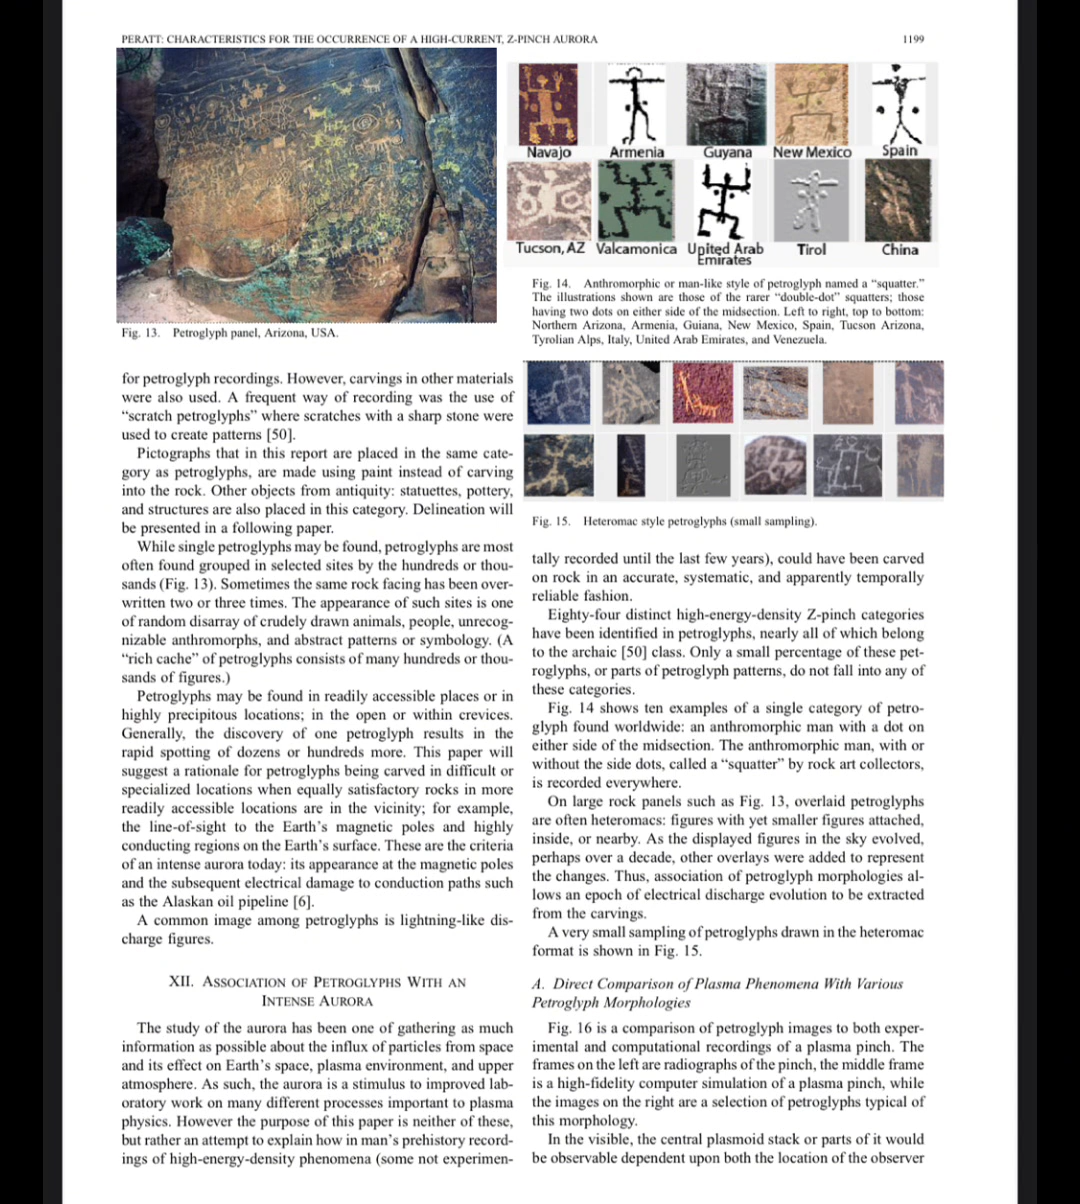 PERATT: CHARACTERISTICS FOR THE OCCURRENCE OF A HIGH-CURRENT, Z-PINCH AURORA
1199
Fig. 13. Petroglyph panel, Arizona, USA.
for petroglyph recordings. However, carvings in other materials
were also used. A frequent way of recording was the use of
“scratch petroglyphs” where scratches with a sharp stone were
used to create patterns [50].
Pictographs that in this report are placed in the same cate-
gory as petroglyphs, are made using paint instead of carving
into the rock. Other objects from antiquity: statuettes, pottery,
and structures are also placed in this category. Delineation will
be presented in a following paper.
While single petroglyphs may be found, petroglyphs are most
often found grouped in selected sites by the hundreds or thou-
sands (Fig. 13). Sometimes the same rock facing has been over-
written two or three times. The appearance of such sites is one
of random disarray of crudely drawn animals, people, unrecog-
nizable anthromorphs, and abstract patterns or symbology. (A
“rich cache” of petroglyphs consists of many hundreds or thou-
sands of figures.)
Petroglyphs may be found in readily accessible places or in
highly precipitous locations; in the open or within crevices.
Generally, the discovery of one petroglyph results in the
rapid spotting of dozens or hundreds more. This paper will
suggest a rationale for petroglyphs being carved in difficult or
specialized locations when equally satisfactory rocks in more
readily accessible locations are in the vicinity; for example,
the line-of-sight to the Earth’s magnetic poles and highly
conducting regions on the Earth’s surface. These are the criteria
of an intense aurora today: its appearance at the magnetic poles
and the subsequent electrical damage to conduction paths such
as the Alaskan oil pipeline [6].
A common image among petroglyphs is lightning-like dis-
charge figures.
XII. ASSOCIATION OF PETROGLYPHS WITH AN
INTENSE AURORA
The study of the aurora has been one of gathering as much
information as possible about the influx of particles from space
and its effect on Earth’s space, plasma environment, and upper
atmosphere. As such, the aurora is a stimulus to improved lab-
oratory work on many different processes important to plasma
physics. However the purpose of this paper is neither of these,
but rather an attempt to explain how in man’s prehistory record-
ings of high-energy-density phenomena (some not experimen-
Navajo Armenia Guyana New Mexico Spain
Tucson, AZ Valcamonica United Arab Tirol China
Emirates
Fig. 14. Anthromorphic or man-like style of petroglyph named a “squatter.”
The illustrations shown are those of the rarer “double-dot” squatters; those
having two dots on either side of the midsection. Left to right, top to bottom:
Northern Arizona, Armenia, Guiana, New Mexico, Spain, Tucson Arizona,
Tyrolian Alps, Italy, United Arab Emirates, and Venezuela.
Fig. 15. Heteromac style petroglyphs (small sampling).
tally recorded until the last few years), could have been carved
on rock in an accurate, systematic, and apparently temporally
reliable fashion.
Eighty-four distinct high-energy-density Z-pinch categories
have been identified in petroglyphs, nearly all of which belong
to the archaic [50] class. Only a small percentage of these pet-
roglyphs, or parts of petroglyph patterns, do not fall into any of
these categories.
Fig. 14 shows ten examples of a single category of petro-
glyph found worldwide: an anthromorphic man with a dot on
either side of the midsection. The anthromorphic man, with or
without the side dots, called a “squatter” by rock art collectors,
is recorded everywhere.
On large rock panels such as Fig. 13, overlaid petroglyphs
are often heteromacs: figures with yet smaller figures attached,
inside, or nearby. As the displayed figures in the sky evolved,
perhaps over a decade, other overlays were added to represent
the changes. Thus, association of petroglyph morphologies al-
lows an epoch of electrical discharge evolution to be extracted
from the carvings.
A very small sampling of petroglyphs drawn in the heteromac
format is shown in Fig. 15.
A. Direct Comparison of Plasma Phenomena With Various
Petroglyph Morphologies
Fig. 16 is a comparison of petroglyph images to both exper-
imental and computational recordings of a plasma pinch. The
frames on the left are radiographs of the pinch, the middle frame
is a high-fidelity computer simulation of a plasma pinch, while
the images on the right are a selection of petroglyphs typical of
this morphology.
In the visible, the central plasmoid stack or parts of it would
be observable dependent upon both the location of the observer